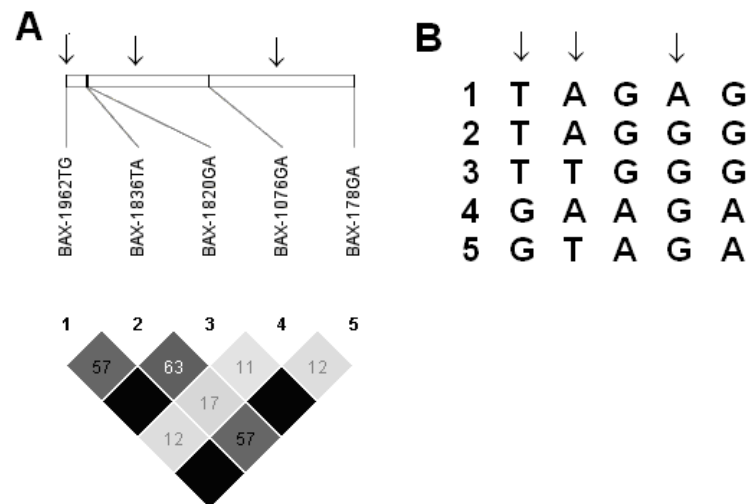 A
BAX-1962TG
BAX-1836TA
BAX-1820GA
BAX-1076GA
BAX-178GA
1 2 3 4 5
57 63 11 12
17
12 57
B
1 T A G A G
2 T A G G G
3 T T G G G
4 G A A G A
5 G T A G A